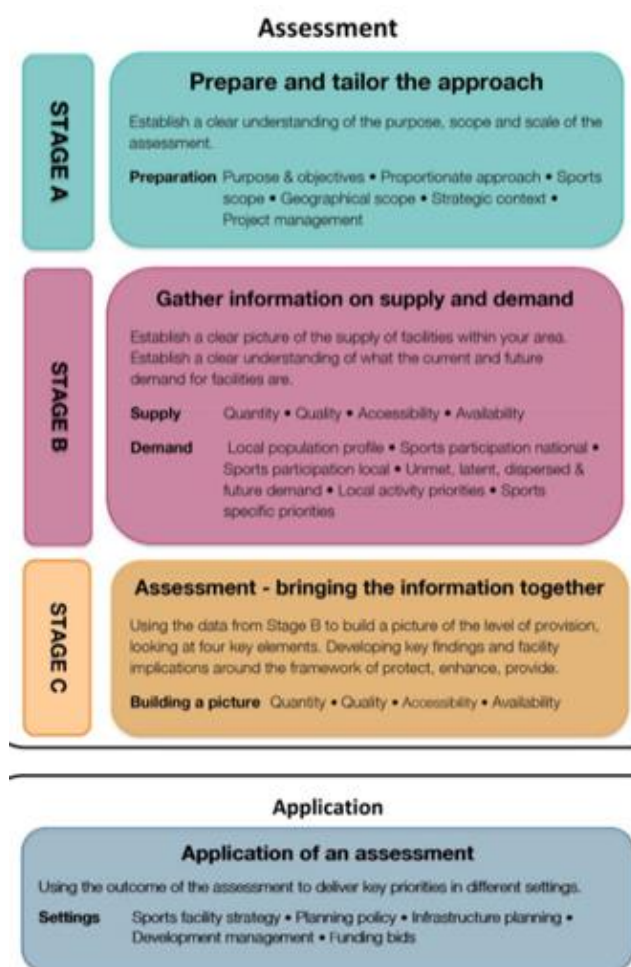 Assessment
STAGE A
Prepare and tailor the approach
Establish a clear understanding of the purpose, scope and scale of the
assessment.
Preparation Purpose & objectives • Proportionate approach • Sports
scope • Geographical scope • Strategic context •
Project management
STAGE B
Gather information on supply and demand
Establish a clear picture of the supply of facilities within your area.
Establish a clear understanding of what the current and future
demand for facilities are.
Supply Quantity • Quality • Accessibility • Availability
Demand Local population profile • Sports participation national •
Sports participation local • Unmet, latent, dispersed &
future demand • Local activity priorities • Sports
specific priorities
STAGE C
Assessment - bringing the information together
Using the data from Stage B to build a picture of the level of provision,
looking at four key elements. Developing key findings and facility
implications around the framework of protect, enhance, provide.
Building a picture Quantity • Quality • Accessibility • Availability
Application
Application of an assessment
Using the outcome of the assessment to deliver key priorities in different settings.
Settings Sports facility strategy • Planning policy • Infrastructure planning •
Development management • Funding bids